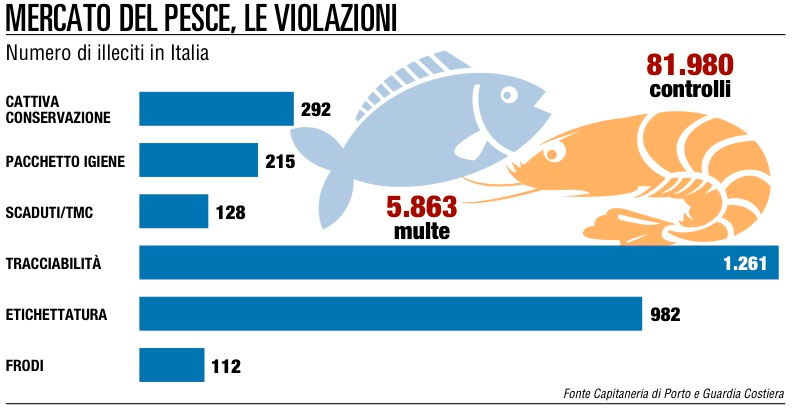 MERCATO DEL PESCE, LE VIOLAZIONI
Numero di illeciti in Italia
81.980
controlli
CATTIVA
CONSERVAZIONE
292
PACCHETTO IGIENE
215
SCADUTI/TMC
128
5.863
multe
TRACCIABILITÀ
1.261
ETICHETTATURA
982
FRODI
112
Fonte Capitaneria di Porto e Guardia Costiera